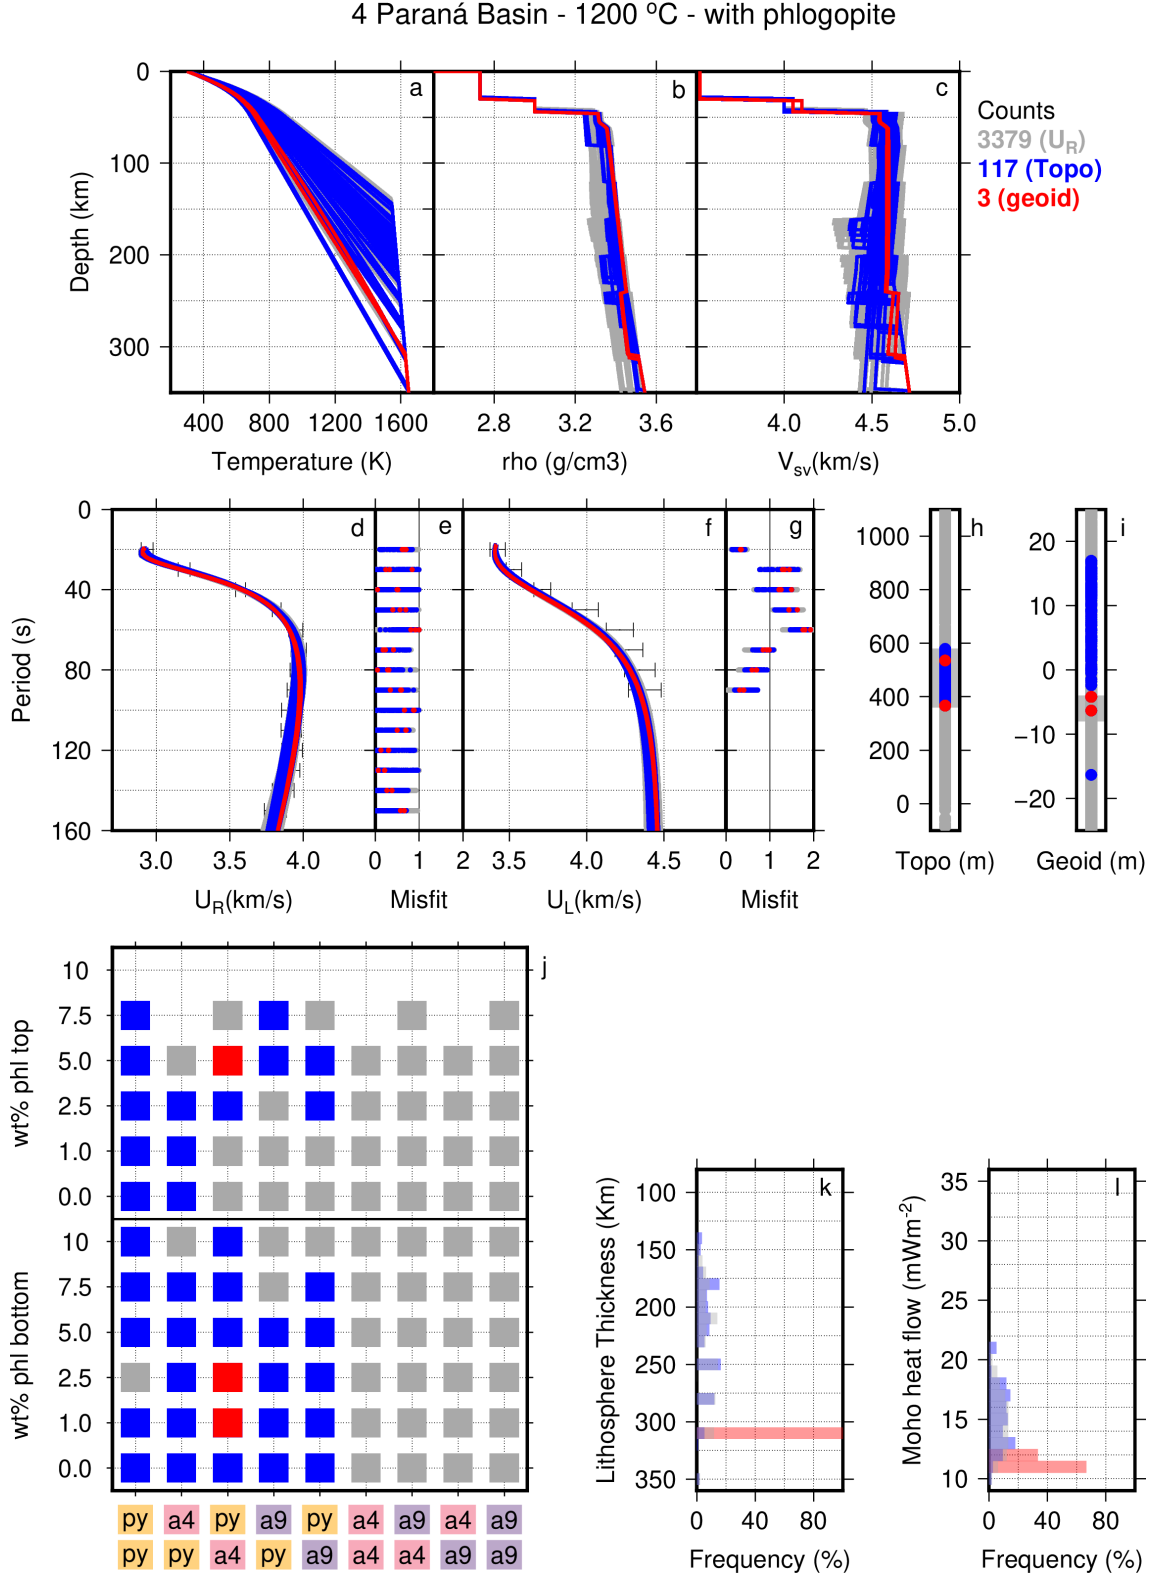 4 Paraná Basin - 1200 ºC - with phlogopite
a b c
0
100
200
300
Depth (km)
400 800 1200 1600 2.8 3.2 3.6 4.0 4.5 5.0
Temperature (K) rho (g/cm3) Vsv(km/s)
Counts
3379 (UR)
117 (Topo)
3 (geoid)
d e f g h i
0
40
80
120
160
Period (s)
3.0 3.5 4.0 0 1 2 3.5 4.0 4.5 0 1 2
UR(km/s) Misfit UL(km/s) Misfit
1000
800
600
400
200
0
Topo (m)
20
10
0
−10
−20
Geoid (m)
j
10
7.5
5.0
2.5
1.0
0.0
wt% phl top
10
7.5
5.0
2.5
1.0
0.0
wt% phl bottom
py a4 py a9 py a4 a9 a4 a9
py py a4 py a9 a4 a4 a9 a9
k
100
150
200
250
300
350
Lithosphere Thickness (Km)
0 40 80
Frequency (%)
l
35
30
25
20
15
10
Moho heat flow (mWm-2)
0 40 80
Frequency (%)